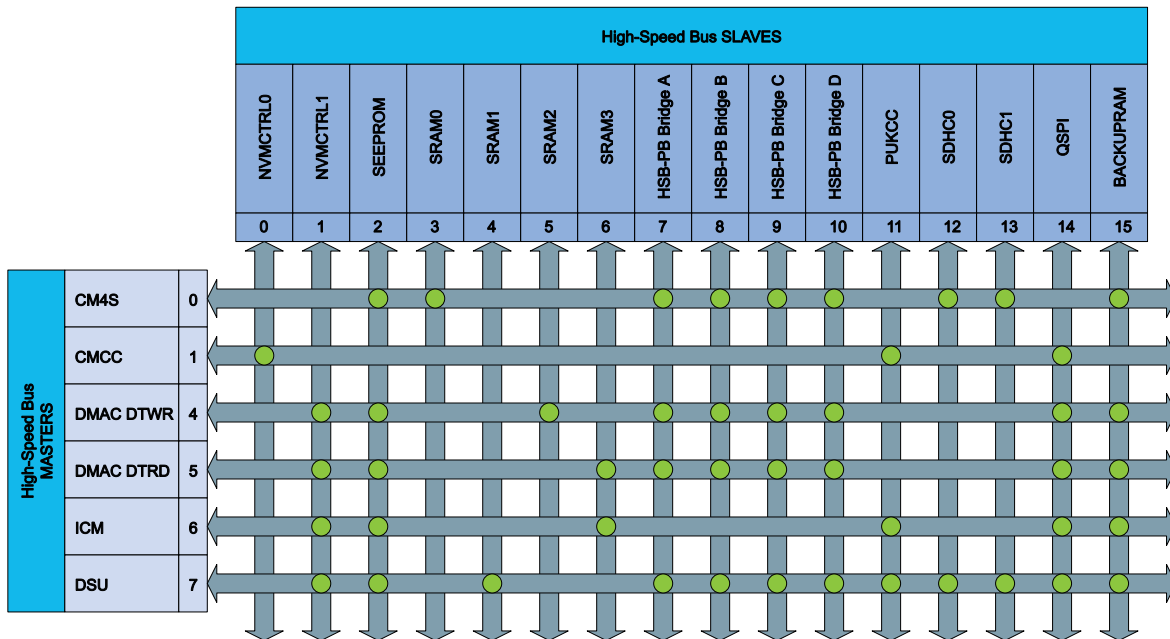 High-Speed Bus SLAVES
NVMCTRL0
NVMCTRL1
SEEPROM
SRAM0
SRAM1
SRAM2
SRAM3
HSB-PB Bridge A
HSB-PB Bridge B
HSB-PB Bridge C
HSB-PB Bridge D
PUKCC
SDHC0
SDHC1
QSPI
BACKUPRAM
0 1 2 3 4 5 6 7 8 9 10 11 12 13 14 15
High-Speed Bus
MASTERS
CM4S 0
CMCC 1
DMAC DTWR 4
DMAC DTRD 5
ICM 6
DSU 7